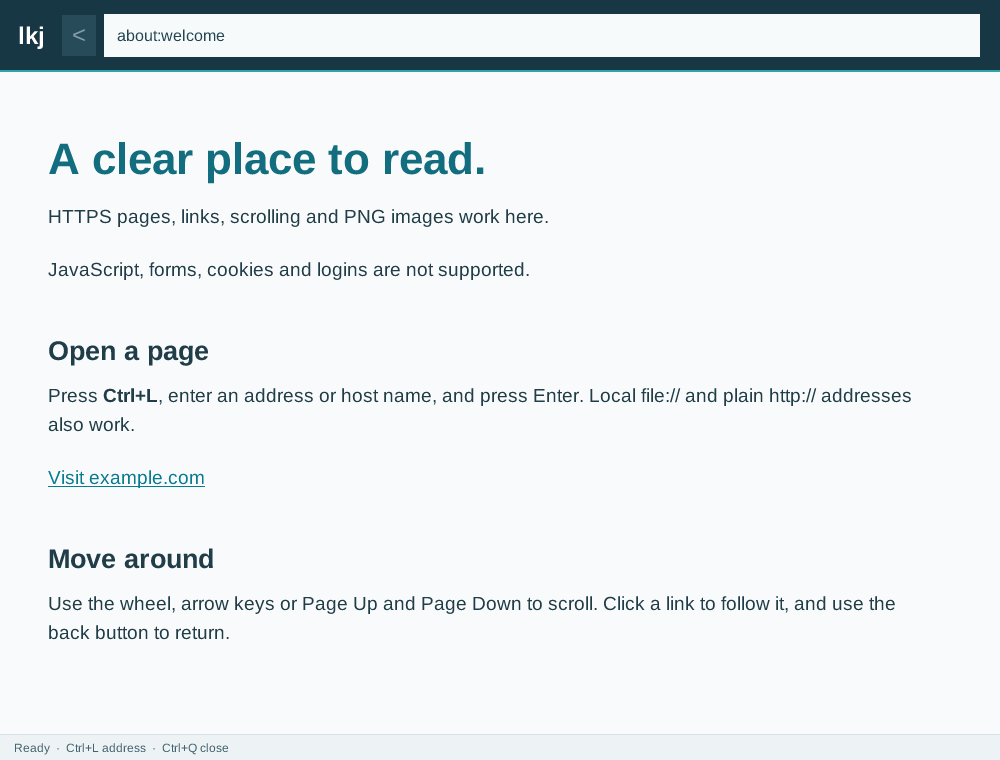 lkj < about:welcome
A clear place to read.
HTTPS pages, links, scrolling and PNG images work here.
JavaScript, forms, cookies and logins are not supported.
Open a page
Press Ctrl+L, enter an address or host name, and press Enter. Local file:// and plain http:// addresses
also work.
Visit example.com
Move around
Use the wheel, arrow keys or Page Up and Page Down to scroll. Click a link to follow it, and use the
back button to return.
Ready · Ctrl+L address · Ctrl+Q close